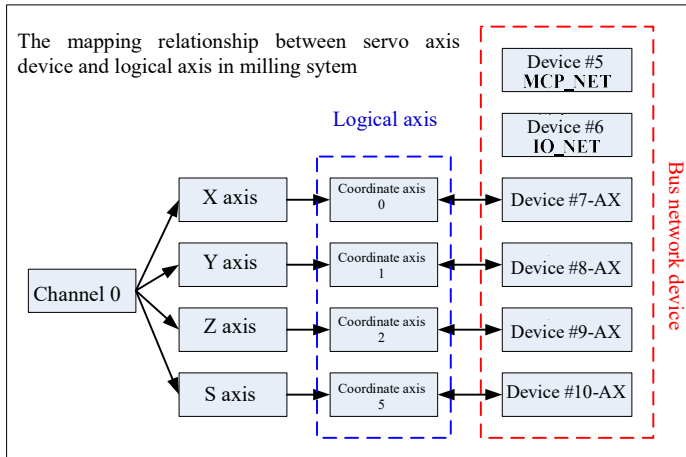 The mapping relationship between servo axis
device and logical axis in milling sytem
Device #5
MCP_NET
Logical axis
Device #6
IO_NET
X axis
Coordinate axis
0
Device #7-AX
Y axis
Coordinate axis
1
Device #8-AX
Channel 0
Z axis
Coordinate axis
2
Device #9-AX
S axis
Coordinate axis
5
Device #10-AX
Bus network device